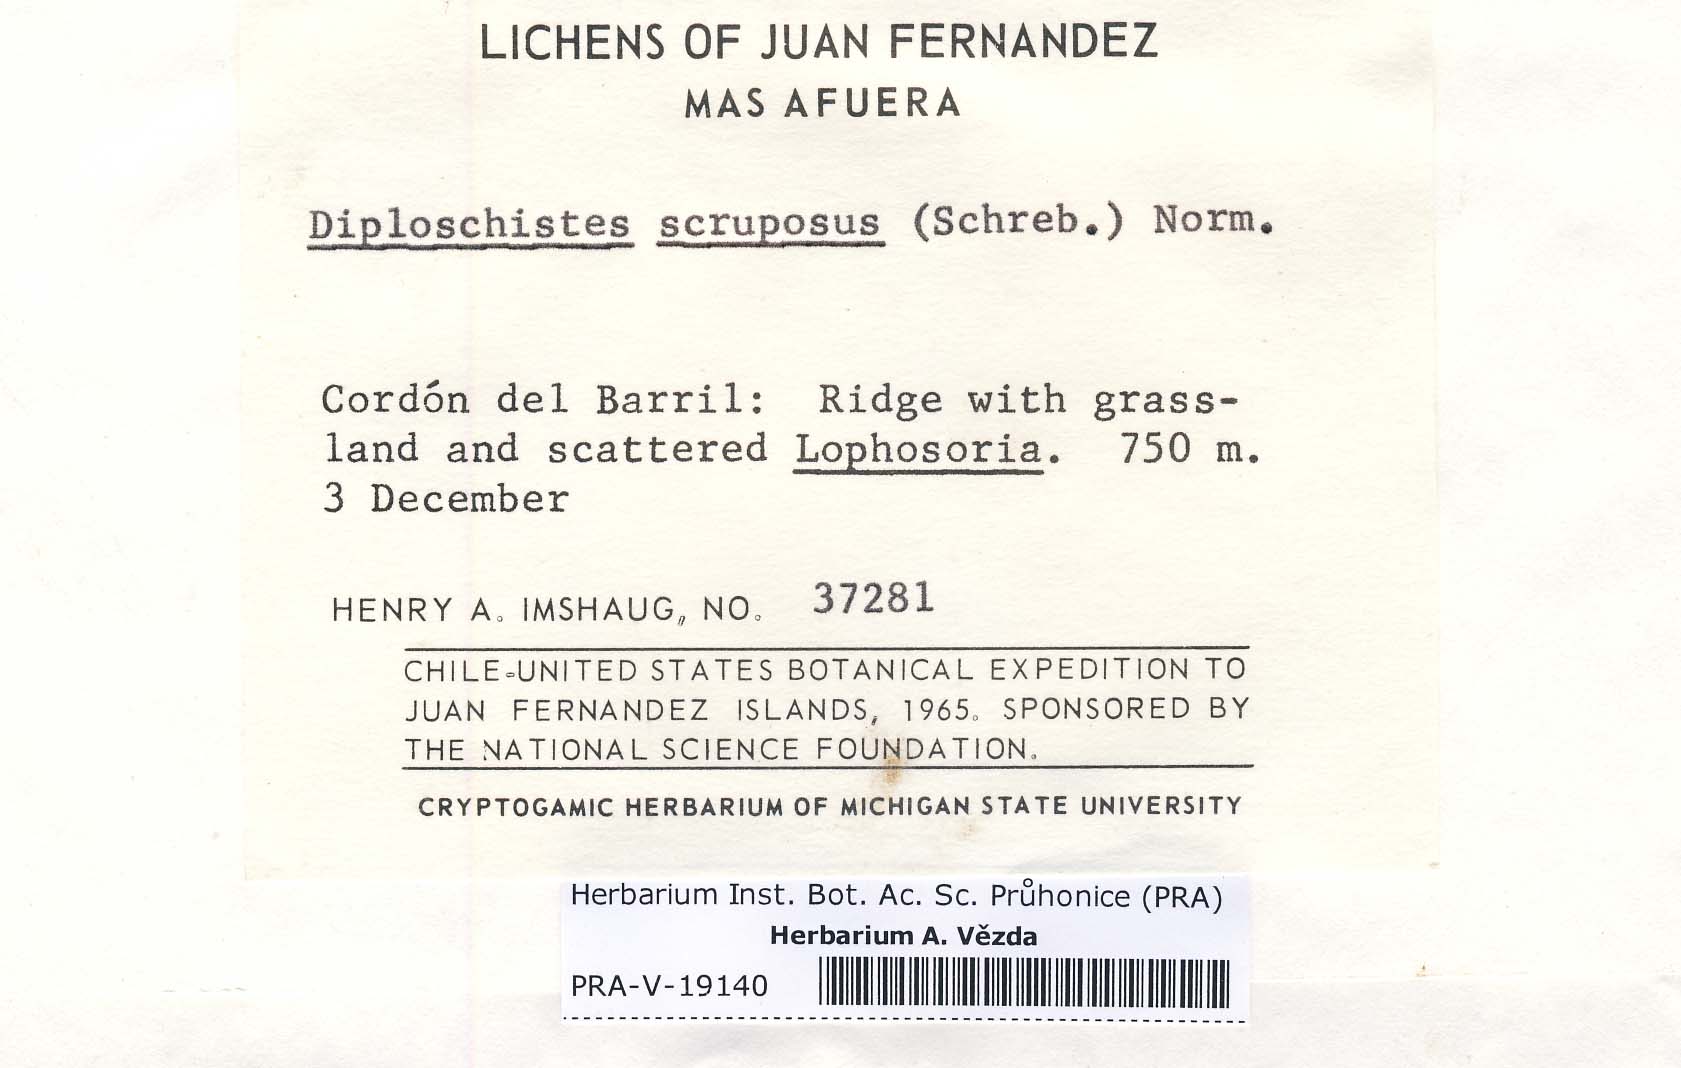 LICHENS OF JUAN FERNANDEZ
MAS AFUERA
Diploschistes scruposus (Schreb.) Norm.
Cordón del Barril: Ridge with grass-
land and scattered Lophosoria. 750 m.
3 December
HENRY A. IMSHAUG, NO. 37281
CHILE-UNITED STATES BOTANICAL EXPEDITION TO
JUAN FERNANDEZ ISLANDS, 1965. SPONSORED BY
THE NATIONAL SCIENCE FOUNDATION.
CRYPTOGAMIC HERBARIUM OF MICHIGAN STATE UNIVERSITY
Herbarium Inst. Bot. Ac. Sc. Průhonice (PRA)
Herbarium A. Vězda
PRA-V-19140